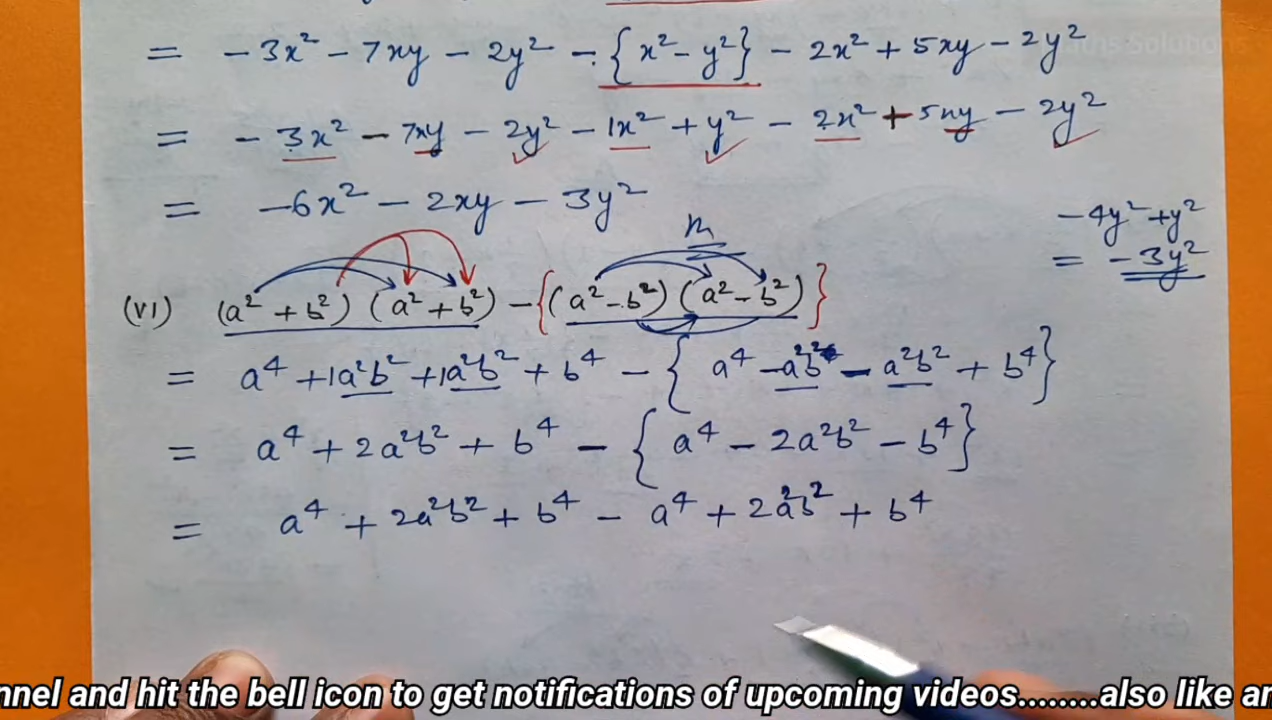 = -3x² - 7xy - 2y² - {x² - y²} - 2x² + 5xy - 2y²
= -3x² - 7xy - 2y² - 1x² + y² - 2x² + 5xy - 2y²
= -6x² - 2xy - 3y²
-4y² + y²
= -3y²
(VI) (a² + b²) (a² + b²) - {(a² - b²) (a² - b²)}
= a⁴ + 1a²b² + 1a²b² + b⁴ - {a⁴ - a²b² - a²b² + b⁴}
= a⁴ + 2a²b² + b⁴ - {a⁴ - 2a²b² - b⁴}
= a⁴ + 2a²b² + b⁴ - a⁴ + 2a²b² + b⁴
nnel and hit the bell icon to get notifications of upcoming videos........also like an